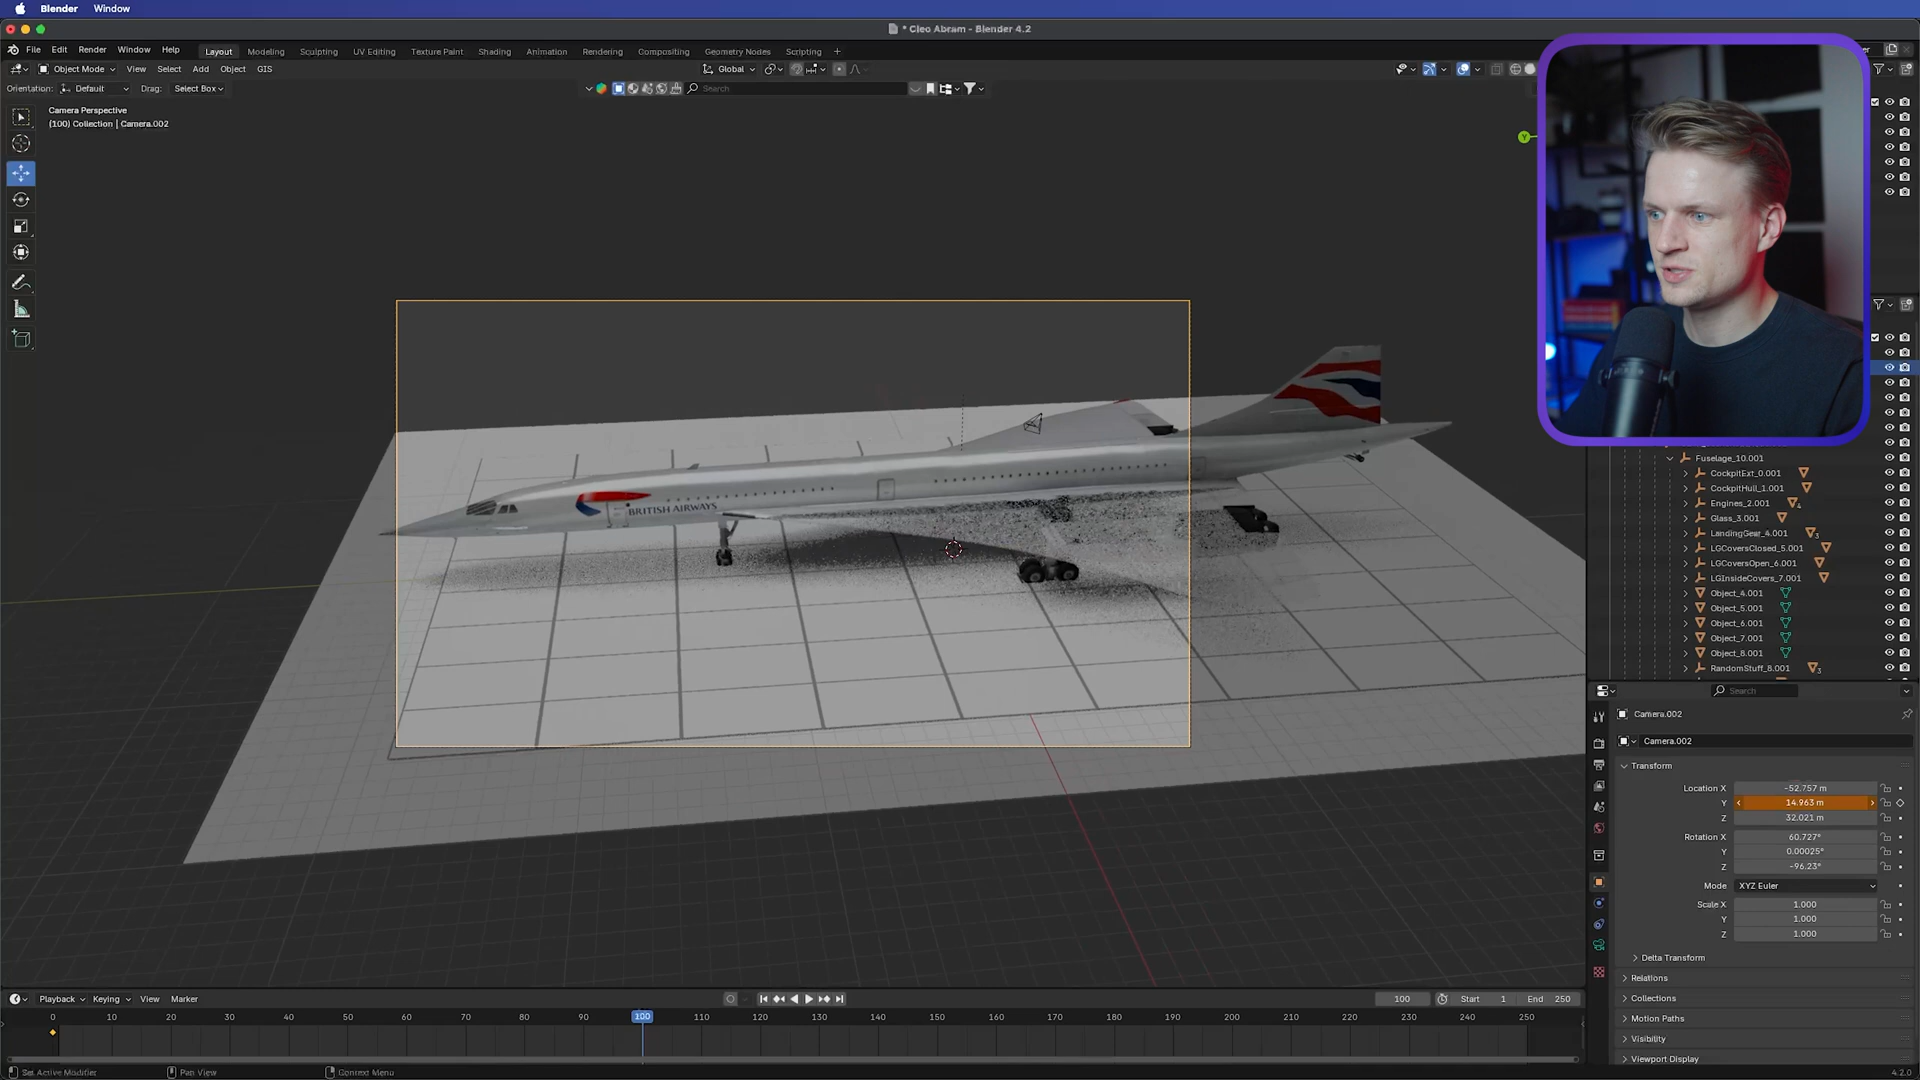 Blender Window
* Cleo Abram - Blender 4.2
File Edit Render Window Help
Layout Modeling Sculpting UV Editing Texture Paint Shading Animation Rendering Compositing Geometry Nodes Scripting +
Object Mode View Select Add Object GIS
Global
Orientation: Default Drag: Select Box
Search
Camera Perspective
(100) Collection | Camera.002
Y
BRITISH AIRWAYS
Fuselage_10.001
CockpitExt_0.001
CockpitHull_1.001
Engines_2.001
Glass_3.001
LandingGear_4.001
LGCoversClosed_5.001
LGCoversOpen_6.001
LGInsideCovers_7.001
Object_4.001
Object_5.001
Object_6.001
Object_7.001
Object_8.001
RandomStuff_8.001
Search
Camera.002
Camera.002
Transform
Location X -52.757 m
Y 14.963 m
Z 32.021 m
Rotation X 60.727°
Y 0.00025°
Z -96.23°
Mode XYZ Euler
Scale X 1.000
Y 1.000
Z 1.000
Delta Transform
Relations
Collections
Motion Paths
Visibility
Viewport Display
Playback Keying View Marker
100 Start 1 End 250
0 10 20 30 40 50 60 70 80 90 100 110 120 130 140 150 160 170 180 190 200 210 220 230 240 250
Set Active Modifier Pan View Context Menu
4.2.0